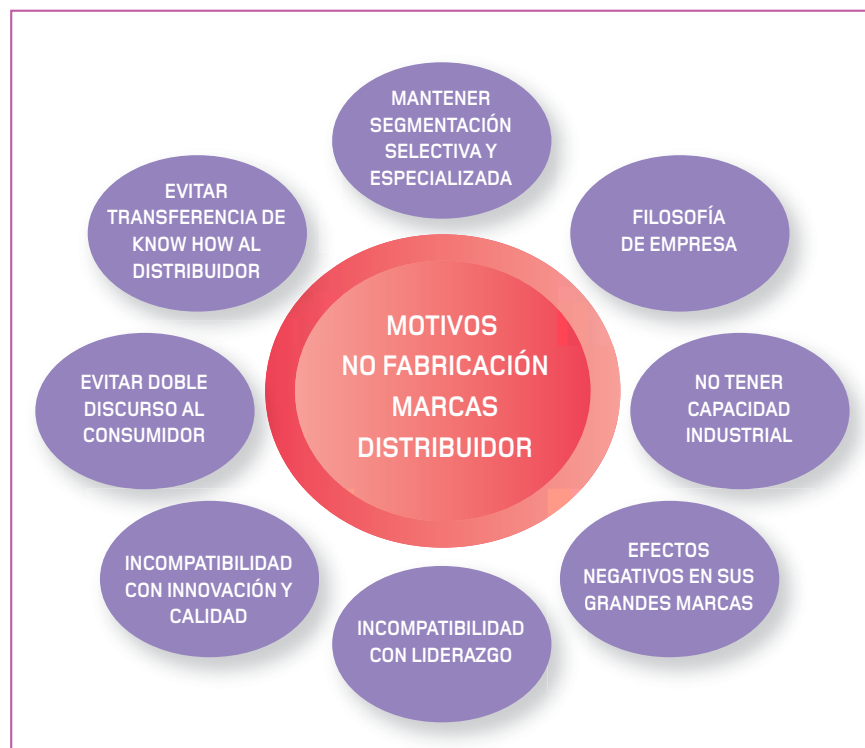 MANTENER
SEGMENTACIÓN
SELECTIVA Y
ESPECIALIZADA
EVITAR
TRANSFERENCIA DE
KNOW HOW AL
DISTRIBUIDOR
FILOSOFÍA
DE EMPRESA
MOTIVOS
NO FABRICACIÓN
MARCAS
DISTRIBUIDOR
EVITAR DOBLE
DISCURSO AL
CONSUMIDOR
NO TENER
CAPACIDAD
INDUSTRIAL
INCOMPATIBILIDAD
CON INNOVACIÓN Y
CALIDAD
EFECTOS
NEGATIVOS EN SUS
GRANDES MARCAS
INCOMPATIBILIDAD
CON LIDERAZGO